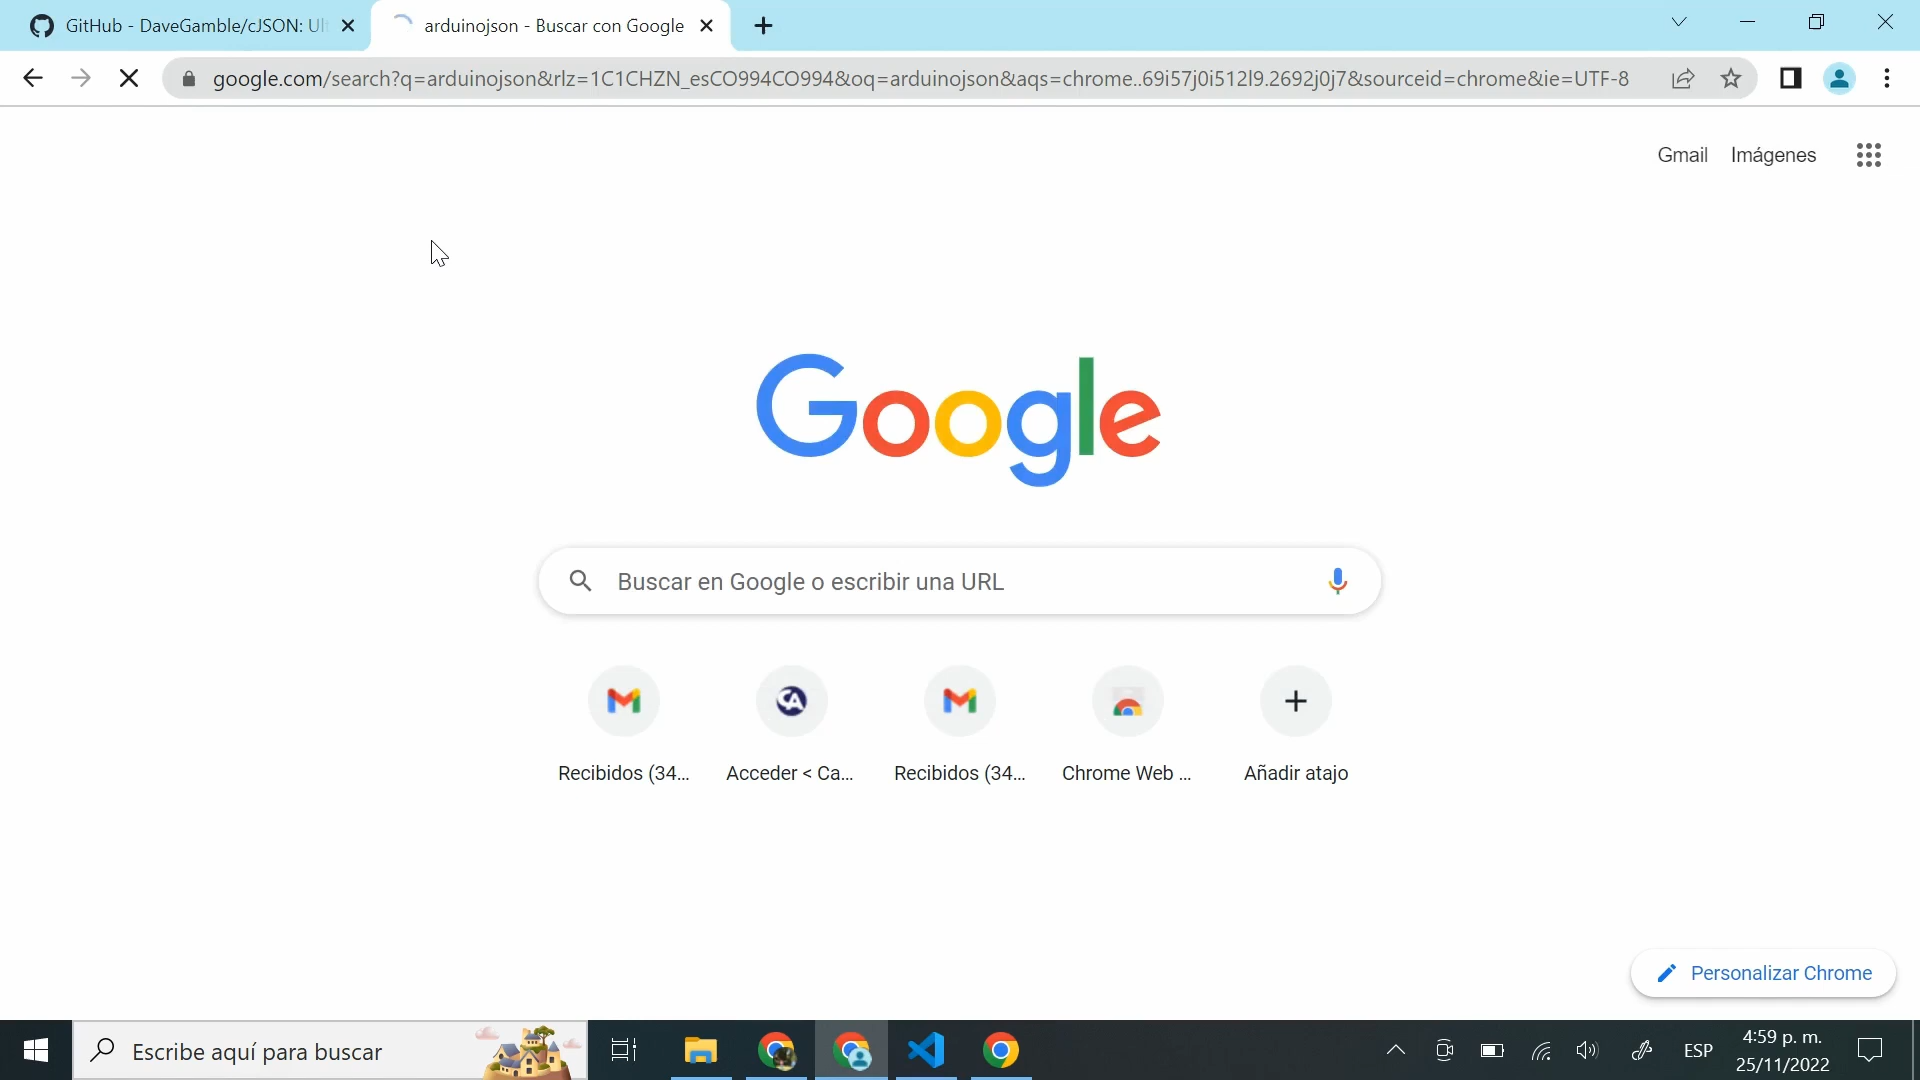 GitHub - DaveGamble/cJSON: Ul
arduinojson - Buscar con Google
google.com/search?q=arduinojson&rlz=1C1CHZN_esCO994CO994&oq=arduinojson&aqs=chrome..69i57j0i512l9.2692j0j7&sourceid=chrome&ie=UTF-8
Gmail Imágenes
Google
Buscar en Google o escribir una URL
Recibidos (34...
Acceder < Ca...
Recibidos (34...
Chrome Web ...
Añadir atajo
Personalizar Chrome
Escribe aquí para buscar
ESP
4:59 p. m.
25/11/2022